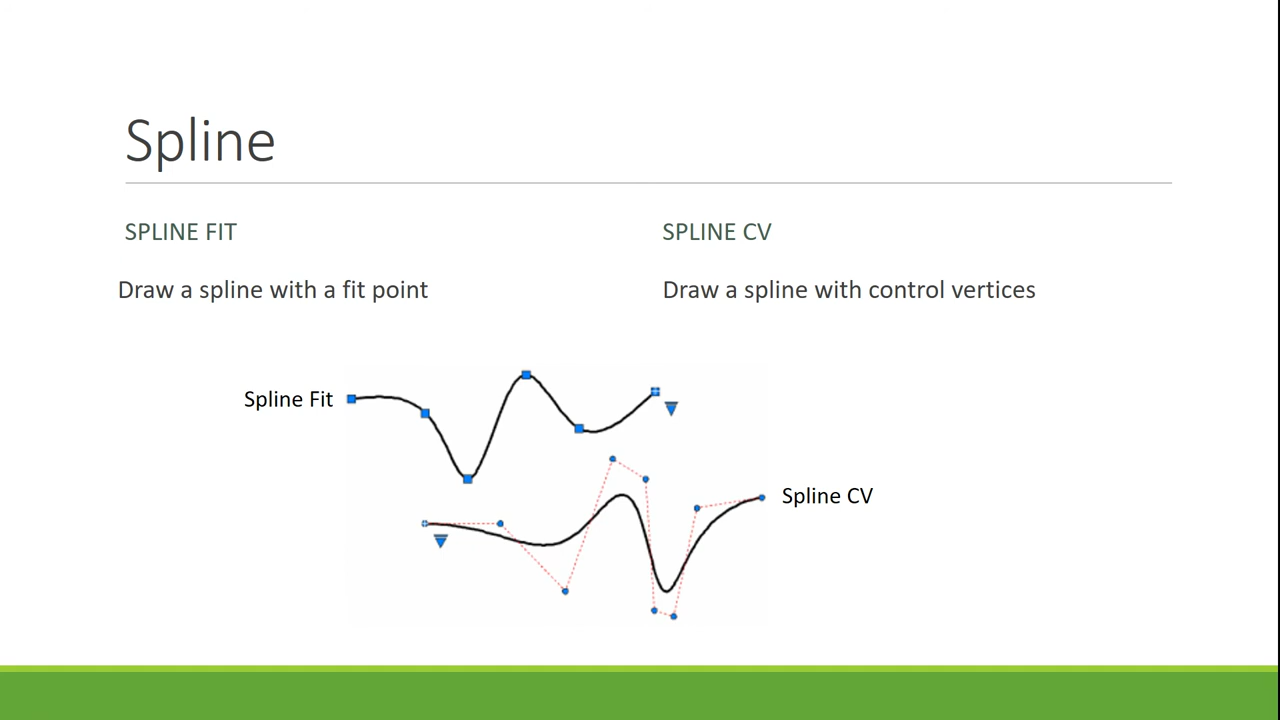 Spline
SPLINE FIT
Draw a spline with a fit point
SPLINE CV
Draw a spline with control vertices
Spline Fit
Spline CV